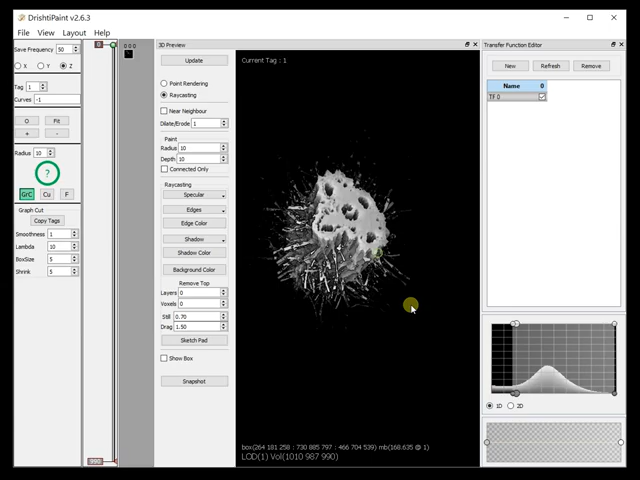 DrishtiPaint v2.6.3
File View Layout Help
Save Frequency 50
X Y Z
Tag 1
Curves -1
O Fit
+ -
Radius 10
?
GrC Cu F
Graph Cut
Copy Tags
Smoothness 1
Lambda 10
BoxSize 5
Shrink 5
0
990
0 0 0
3D Preview
Update
Point Rendering
Raycasting
Near Neighbour
Dilate/Erode 1
Paint
Radius 10
Depth 10
Connected Only
Raycasting
Specular
Edges
Edge Color
Shadow
Shadow Color
Background Color
Remove Top
Layers 0
Voxels 0
Still 0.70
Drag 1.50
Sketch Pad
Show Box
Snapshot
Current Tag : 1
box(264 181 258 : 730 885 797 : 466 704 539) mb(168.635 @ 1)
LOD(1) Vol(1010 987 990)
Transfer Function Editor
New Refresh Remove
Name 0
TF 0
1D 2D